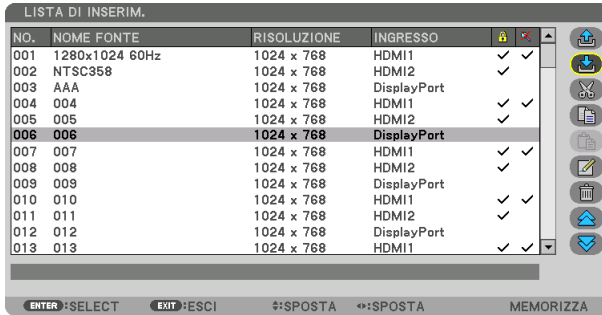 LISTA DI INSERIM.
NO. NOME FONTE RISOLUZIONE INGRESSO
001 1280x1024 60Hz 1024 x 768 HDMI1 ✓ ✓
002 NTSC358 1024 x 768 HDMI2 ✓
003 AAA 1024 x 768 DisplayPort
004 004 1024 x 768 HDMI1 ✓ ✓
005 005 1024 x 768 HDMI2 ✓
006 006 1024 x 768 DisplayPort
007 007 1024 x 768 HDMI1 ✓ ✓
008 008 1024 x 768 HDMI2 ✓
009 009 1024 x 768 DisplayPort
010 010 1024 x 768 HDMI1 ✓ ✓
011 011 1024 x 768 HDMI2 ✓
012 012 1024 x 768 DisplayPort
013 013 1024 x 768 HDMI1 ✓ ✓
ENTER :SELECT EXIT :ESCI :SPOSTA :SPOSTA MEMORIZZA